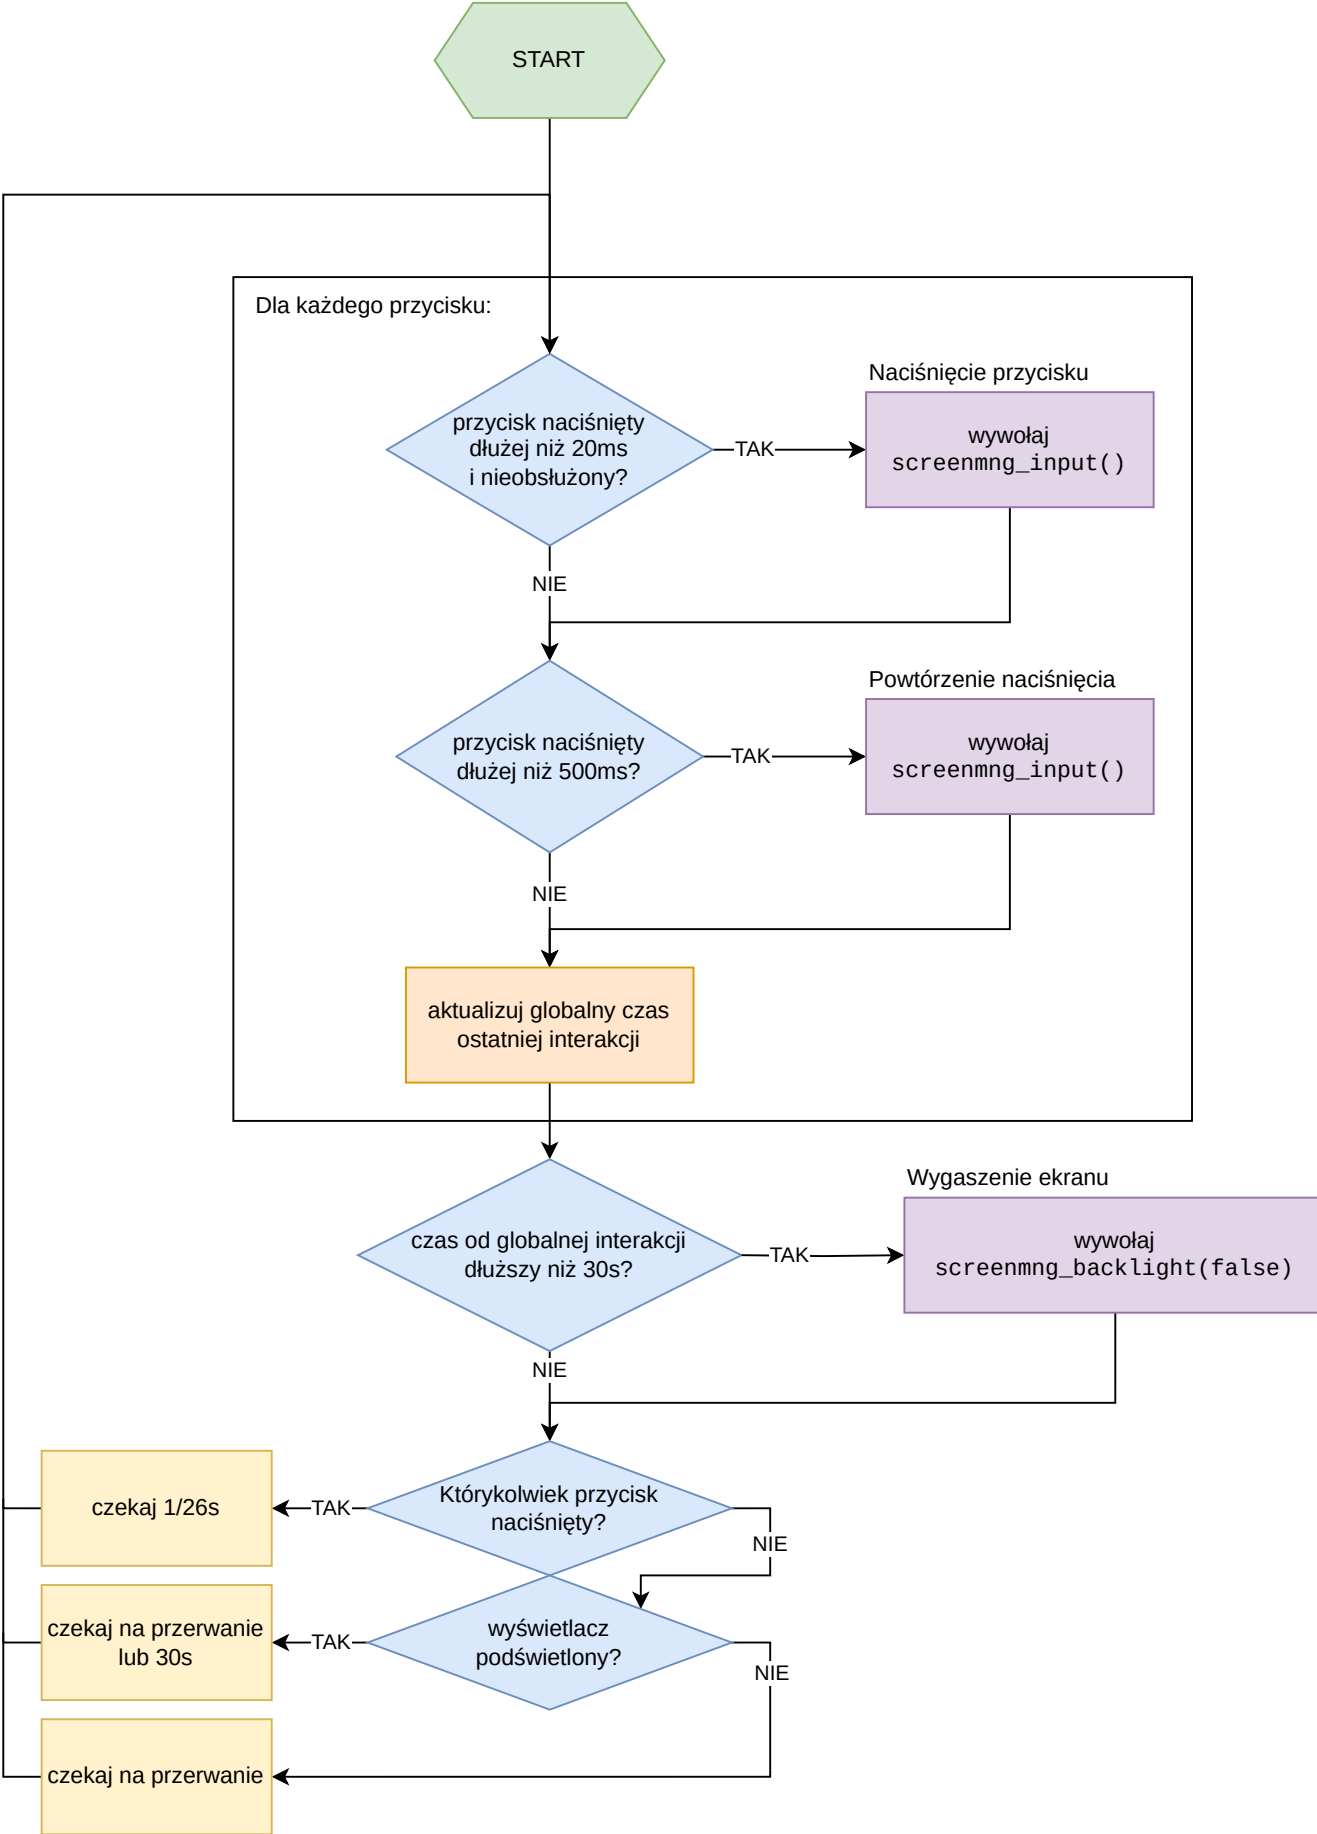 START
Dla każdego przycisku:
przycisk naciśnięty
dłużej niż 20ms
i nieobsłużony?
TAK
Naciśnięcie przycisku
wywołaj
screenmng_input()
NIE
przycisk naciśnięty
dłużej niż 500ms?
TAK
Powtórzenie naciśnięcia
wywołaj
screenmng_input()
NIE
aktualizuj globalny czas
ostatniej interakcji
czas od globalnej interakcji
dłuższy niż 30s?
TAK
Wygaszenie ekranu
wywołaj
screenmng_backlight(false)
NIE
Którykolwiek przycisk
naciśnięty?
TAK
czekaj 1/26s
NIE
wyświetlacz
podświetlony?
TAK
czekaj na przerwanie
lub 30s
NIE
czekaj na przerwanie